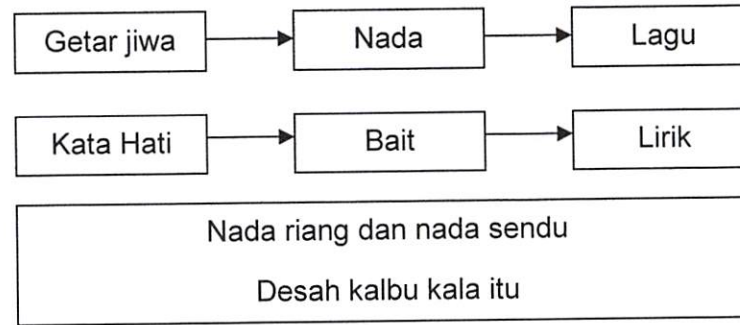 Getar jiwa Nada Lagu
Kata Hati Bait Lirik
Nada riang dan nada sendu
Desah kalbu kala itu